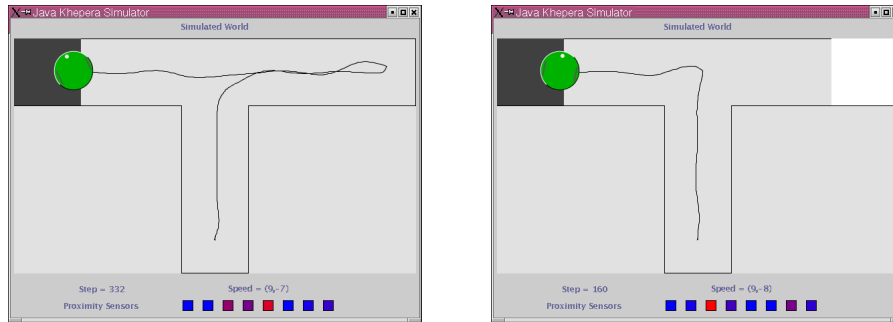 Java Khepera Simulator
Simulated World
Step = 332 Speed = (9,-7)
Proximity Sensors
Java Khepera Simulator
Simulated World
Step = 160 Speed = (9,-8)
Proximity Sensors